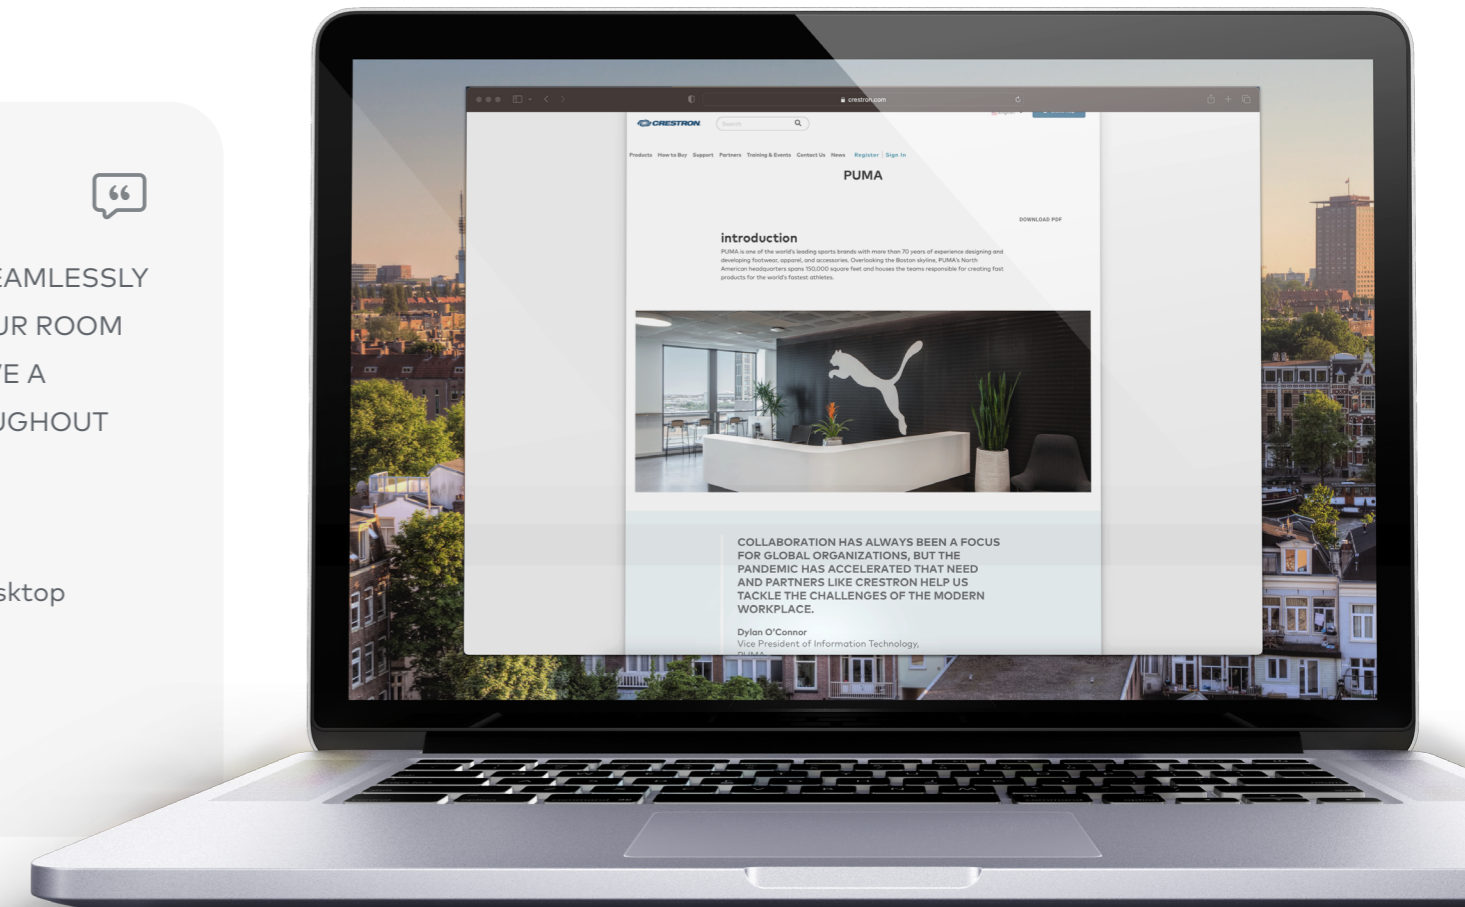 EAMLESSLY
UR ROOM
VE A
UGHOUT
sktop
crestron.com
CRESTRON
Search
Products How to Buy Support Partners Training & Events Contact Us News Register Sign In
PUMA
DOWNLOAD PDF
introduction
PUMA is one of the world's leading sports brands with more than 70 years of experience designing and
developing footwear, apparel, and accessories. Overlooking the Boston skyline, PUMA's North
American headquarters spans 150,000 square feet and houses the teams responsible for creating fast
products for the world's fastest athletes.
COLLABORATION HAS ALWAYS BEEN A FOCUS
FOR GLOBAL ORGANIZATIONS, BUT THE
PANDEMIC HAS ACCELERATED THAT NEED
AND PARTNERS LIKE CRESTRON HELP US
TACKLE THE CHALLENGES OF THE MODERN
WORKPLACE.
Dylan O'Connor
Vice President of Information Technology,
PUMA